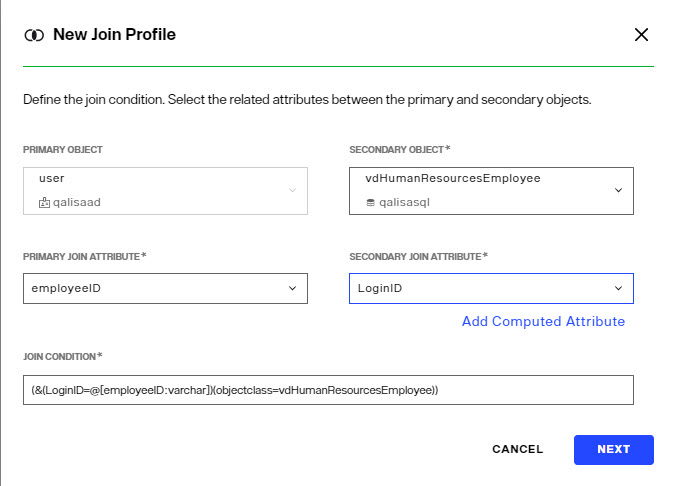 New Join Profile
Define the join condition. Select the related attributes between the primary and secondary objects.
PRIMARY OBJECT
user
qalisaad
SECONDARY OBJECT*
vdHumanResourcesEmployee
qalisasql
PRIMARY JOIN ATTRIBUTE*
employeeID
SECONDARY JOIN ATTRIBUTE*
LoginID
Add Computed Attribute
JOIN CONDITION*
(&(LoginID=@[employeeID:varchar])(objectclass=vdHumanResourcesEmployee))
CANCEL
NEXT